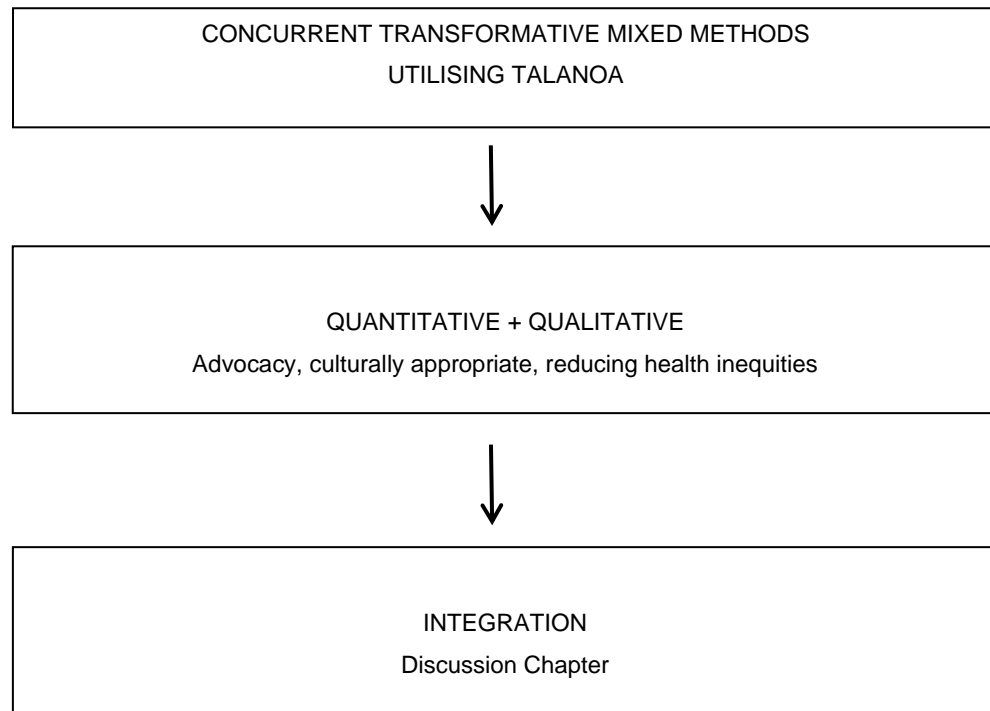 CONCURRENT TRANSFORMATIVE MIXED METHODS
UTILISING TALANOA
QUANTITATIVE + QUALITATIVE
Advocacy, culturally appropriate, reducing health inequities
INTEGRATION
Discussion Chapter